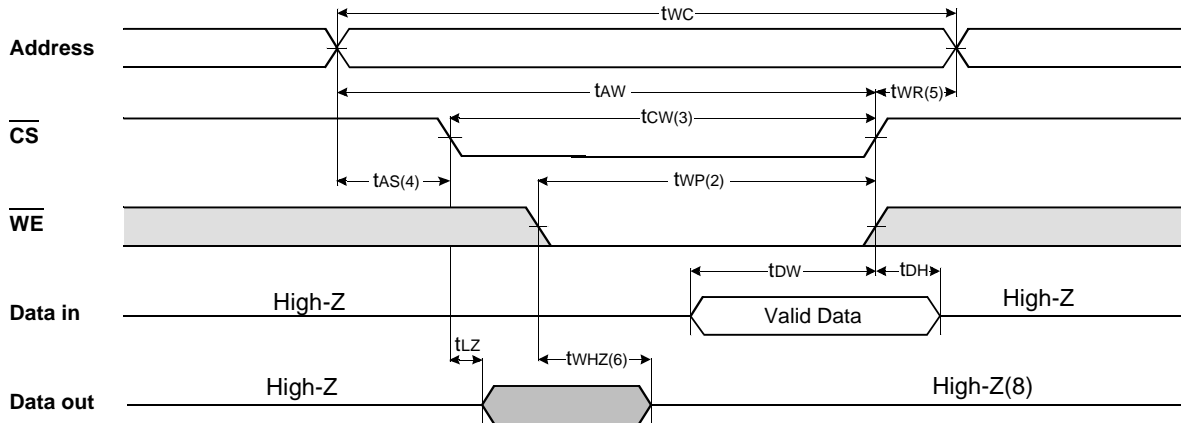 tWC
Address
tAW
tWR(5)
tCW(3)
CS
tAS(4)
tWP(2)
WE
tDW
tDH
High-Z
High-Z
Data in
Valid Data
tLZ
tWHZ(6)
High-Z
High-Z(8)
Data out